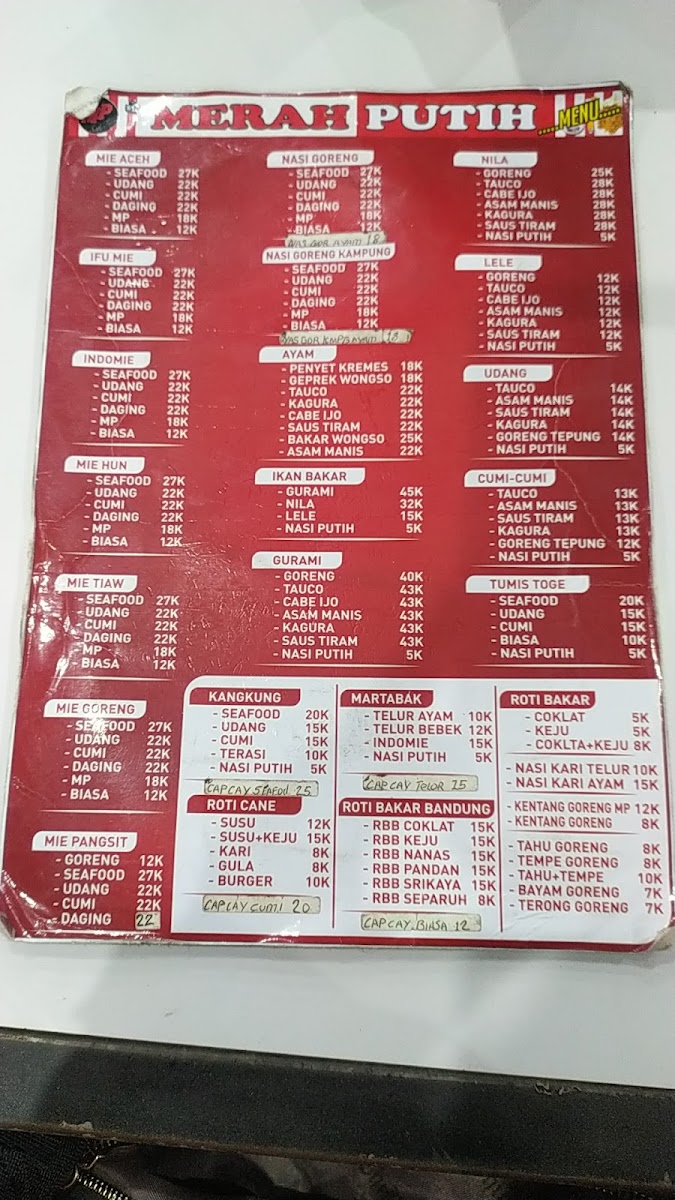 MERAH PUTIH
.....MENU.....
MIE ACEH
- SEAFOOD 27K
- UDANG 22K
- CUMI 22K
- DAGING 22K
- MP 18K
- BIASA 12K
IFU MIE
- SEAFOOD 27K
- UDANG 22K
- CUMI 22K
- DAGING 22K
- MP 18K
- BIASA 12K
INDOMIE
- SEAFOOD 27K
- UDANG 22K
- CUMI 22K
- DAGING 22K
- MP 18K
- BIASA 12K
MIE HUN
- SEAFOOD 27K
- UDANG 22K
- CUMI 22K
- DAGING 22K
- MP 18K
- BIASA 12K
MIE TIAW
- SEAFOOD 27K
- UDANG 22K
- CUMI 22K
- DAGING 22K
- MP 18K
- BIASA 12K
MIE GORENG
- SEAFOOD 27K
- UDANG 22K
- CUMI 22K
- DAGING 22K
- MP 18K
- BIASA 12K
MIE PANGSIT
- GORENG 12K
- SEAFOOD 27K
- UDANG 22K
- CUMI 22K
- DAGING 22
NASI GORENG
- SEAFOOD 27K
- UDANG 22K
- CUMI 22K
- DAGING 22K
- MP 18K
- BIASA 12K
NASGOR AYAM 18
NASI GORENG KAMPUNG
- SEAFOOD 27K
- UDANG 22K
- CUMI 22K
- DAGING 22K
- MP 18K
- BIASA 12K
NASGOR KMPG AYAM 18
AYAM
- PENYET KREMES 18K
- GEPREK WONGSO 18K
- TAUCO 22K
- KAGURA 22K
- CABE IJO 22K
- SAUS TIRAM 22K
- BAKAR WONGSO 25K
- ASAM MANIS 22K
IKAN BAKAR
- GURAMI 45K
- NILA 32K
- LELE 15K
- NASI PUTIH 5K
GURAMI
- GORENG 40K
- TAUCO 43K
- CABE IJO 43K
- ASAM MANIS 43K
- KAGURA 43K
- SAUS TIRAM 43K
- NASI PUTIH 5K
NILA
- GORENG 25K
- TAUCO 28K
- CABE IJO 28K
- ASAM MANIS 28K
- KAGURA 28K
- SAUS TIRAM 28K
- NASI PUTIH 5K
LELE
- GORENG 12K
- TAUCO 12K
- CABE IJO 12K
- ASAM MANIS 12K
- KAGURA 12K
- SAUS TIRAM 12K
- NASI PUTIH 5K
UDANG
- TAUCO 14K
- ASAM MANIS 14K
- SAUS TIRAM 14K
- KAGURA 14K
- GORENG TEPUNG 14K
- NASI PUTIH 5K
CUMI-CUMI
- TAUCO 13K
- ASAM MANIS 13K
- SAUS TIRAM 13K
- KAGURA 13K
- GORENG TEPUNG 12K
- NASI PUTIH 5K
TUMIS TOGE
- SEAFOOD 20K
- UDANG 15K
- CUMI 15K
- BIASA 10K
- NASI PUTIH 5K
KANGKUNG
- SEAFOOD 20K
- UDANG 15K
- CUMI 15K
- TERASI 10K
- NASI PUTIH 5K
CAPCAY SEAFOD 25
ROTI CANE
- SUSU 12K
- SUSU+KEJU 15K
- KARI 8K
- GULA 8K
- BURGER 10K
CAPCAY CUMI 20
MARTABAK
- TELUR AYAM 10K
- TELUR BEBEK 12K
- INDOMIE 15K
- NASI PUTIH 5K
CAPCAY TELOR 15
ROTI BAKAR BANDUNG
- RBB COKLAT 15K
- RBB KEJU 15K
- RBB NANAS 15K
- RBB PANDAN 15K
- RBB SRIKAYA 15K
- RBB SEPARUH 8K
CAPCAY BIASA 12
ROTI BAKAR
- COKLAT 5K
- KEJU 5K
- COKLTA+KEJU 8K
- NASI KARI TELUR 10K
- NASI KARI AYAM 15K
- KENTANG GORENG MP 12K
- KENTANG GORENG 8K
- TAHU GORENG 8K
- TEMPE GORENG 8K
- TAHU+TEMPE 10K
- BAYAM GORENG 7K
- TERONG GORENG 7K